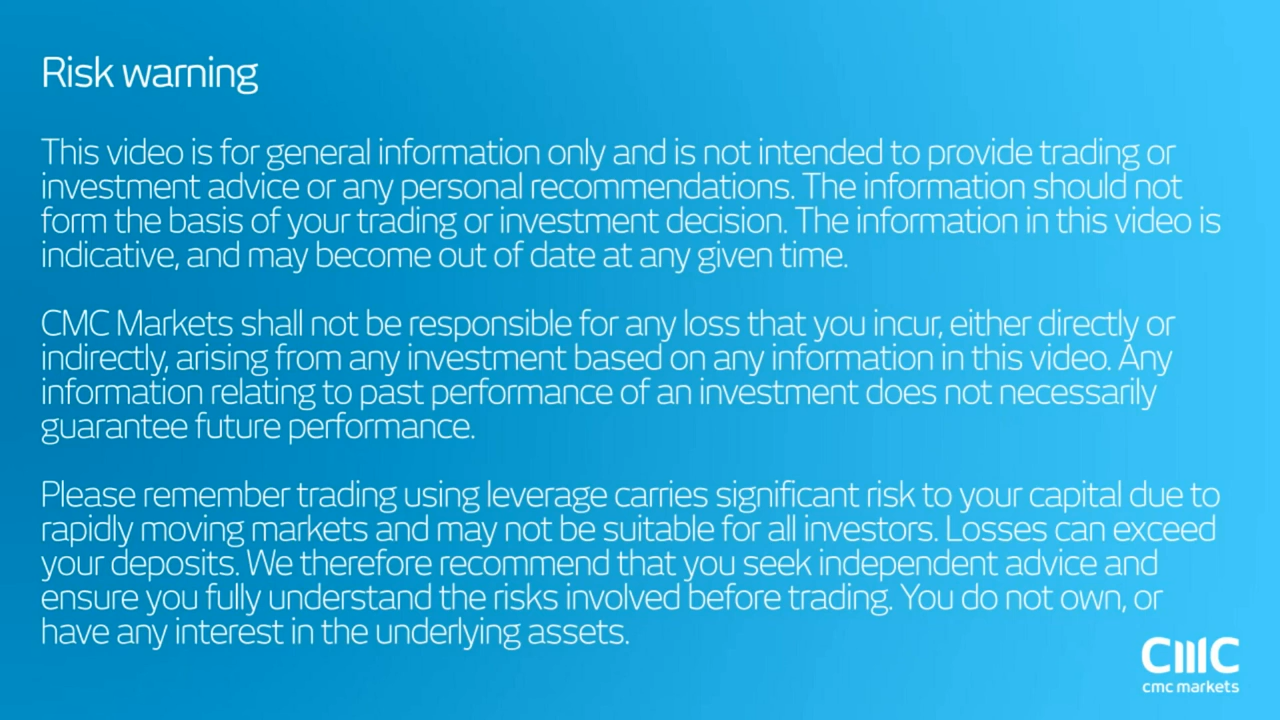 Risk warning
This video is for general information only and is not intended to provide trading or
investment advice or any personal recommendations. The information should not
form the basis of your trading or investment decision. The information in this video is
indicative, and may become out of date at any given time.
CMC Markets shall not be responsible for any loss that you incur, either directly or
indirectly, arising from any investment based on any information in this video. Any
information relating to past performance of an investment does not necessarily
guarantee future performance.
Please remember trading using leverage carries significant risk to your capital due to
rapidly moving markets and may not be suitable for all investors. Losses can exceed
your deposits. We therefore recommend that you seek independent advice and
ensure you fully understand the risks involved before trading. You do not own, or
have any interest in the underlying assets.
CMC
cmc markets